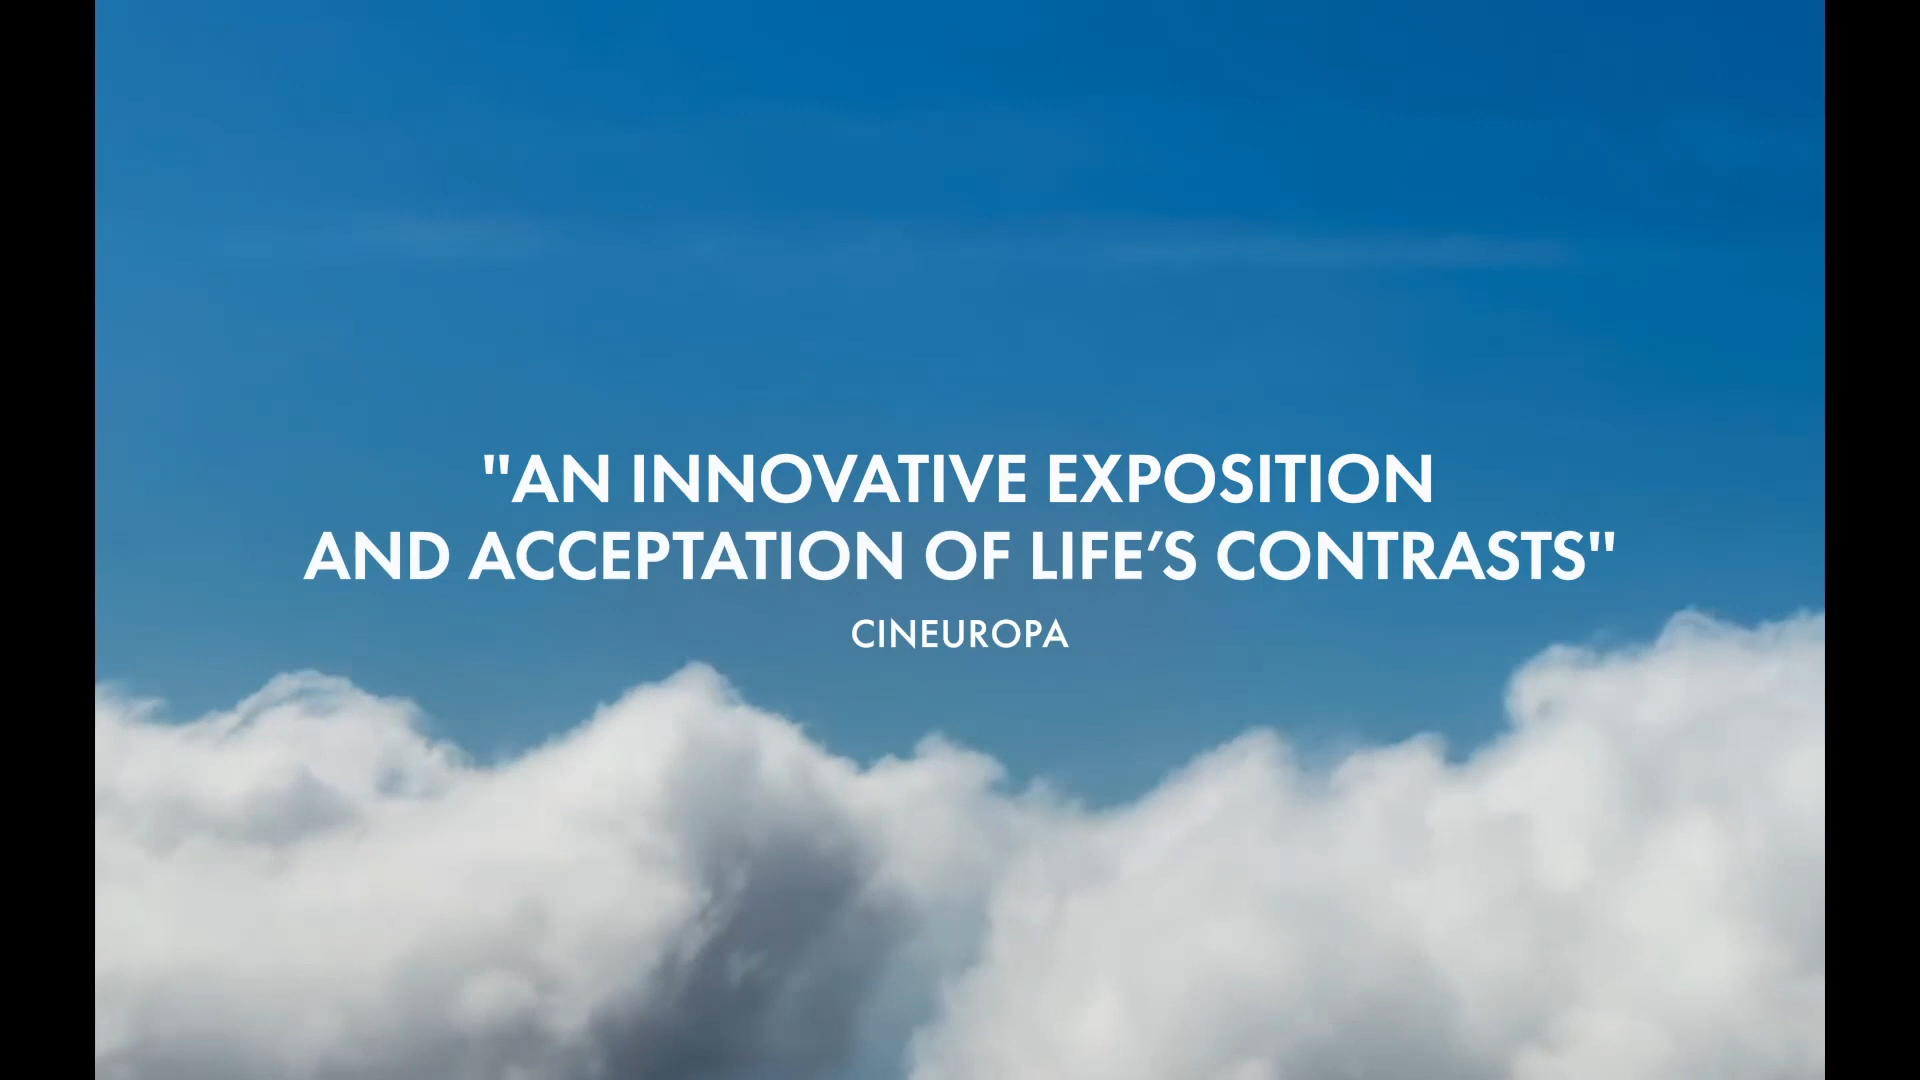 "AN INNOVATIVE EXPOSITION
AND ACCEPTATION OF LIFE’S CONTRASTS"
CINEUROPA